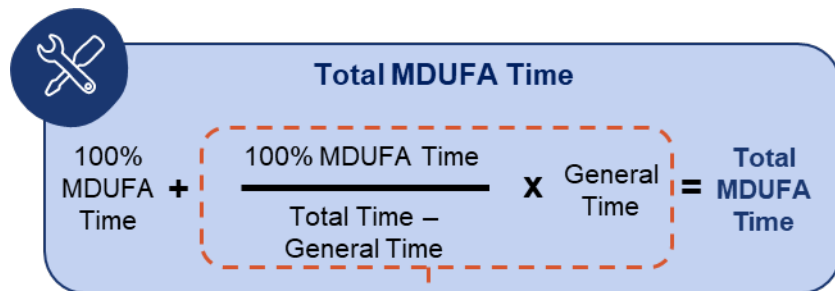 Total MDUFA Time
100%
MDUFA
Time
+
100% MDUFA Time
Total Time –
General Time
x
General
Time
=
Total
MDUFA
Time